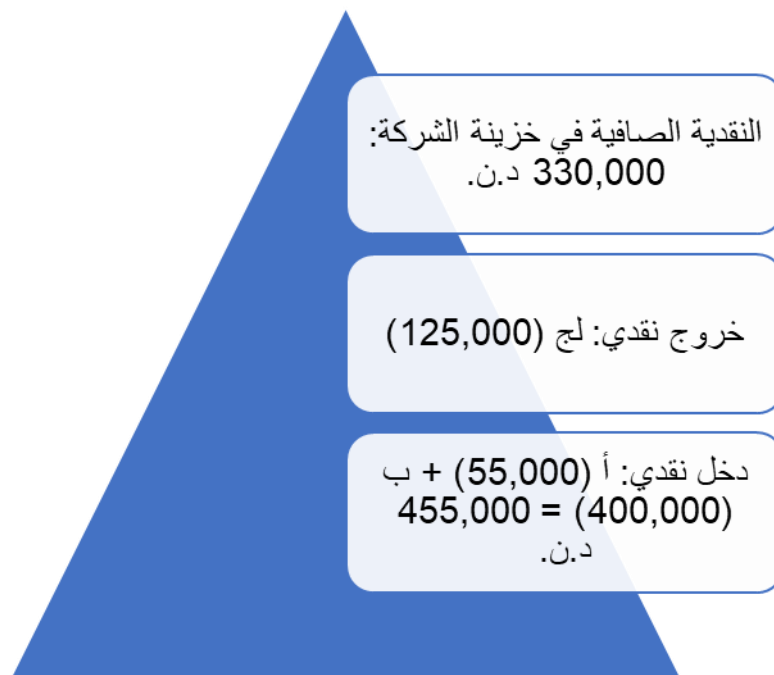 النقدية الصافية في خزينة الشركة:
330,000 د.ن.
خروج نقدي: لج (125,000)
دخل نقدي: أ (55,000) + ب
(400,000) = 455,000
د.ن.